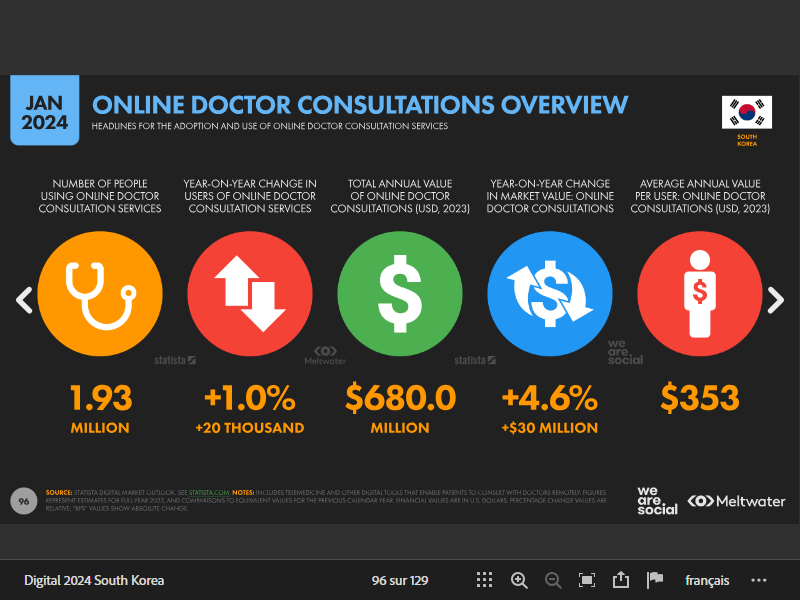 JAN
2024
ONLINE DOCTOR CONSULTATIONS OVERVIEW
HEADLINES FOR THE ADOPTION AND USE OF ONLINE DOCTOR CONSULTATION SERVICES
SOUTH
KOREA
NUMBER OF PEOPLE
USING ONLINE DOCTOR
CONSULTATION SERVICES
YEAR-ON-YEAR CHANGE IN
USERS OF ONLINE DOCTOR
CONSULTATION SERVICES
TOTAL ANNUAL VALUE
OF ONLINE DOCTOR
CONSULTATIONS (USD, 2023)
YEAR-ON-YEAR CHANGE
IN MARKET VALUE: ONLINE
DOCTOR CONSULTATIONS
AVERAGE ANNUAL VALUE
PER USER: ONLINE DOCTOR
CONSULTATIONS (USD, 2023)
$
$
$
statista
Meltwater
statista
we
are.
social
1.93
MILLION
+1.0%
+20 THOUSAND
$680.0
MILLION
+4.6%
+$30 MILLION
$353
96
SOURCE: STATISTA DIGITAL MARKET OUTLOOK. SEE STATISTA.COM. NOTES: INCLUDES TELEMEDICINE AND OTHER DIGITAL TOOLS THAT ENABLE PATIENTS TO CONSULT WITH DOCTORS REMOTELY. FIGURES
REPRESENT ESTIMATES FOR FULL-YEAR 2023, AND COMPARISONS TO EQUIVALENT VALUES FOR THE PREVIOUS CALENDAR YEAR. FINANCIAL VALUES ARE IN U.S. DOLLARS. PERCENTAGE CHANGE VALUES ARE
RELATIVE; "BPS" VALUES SHOW ABSOLUTE CHANGE.
we
are.
social
Meltwater
Digital 2024 South Korea
96 sur 129
français